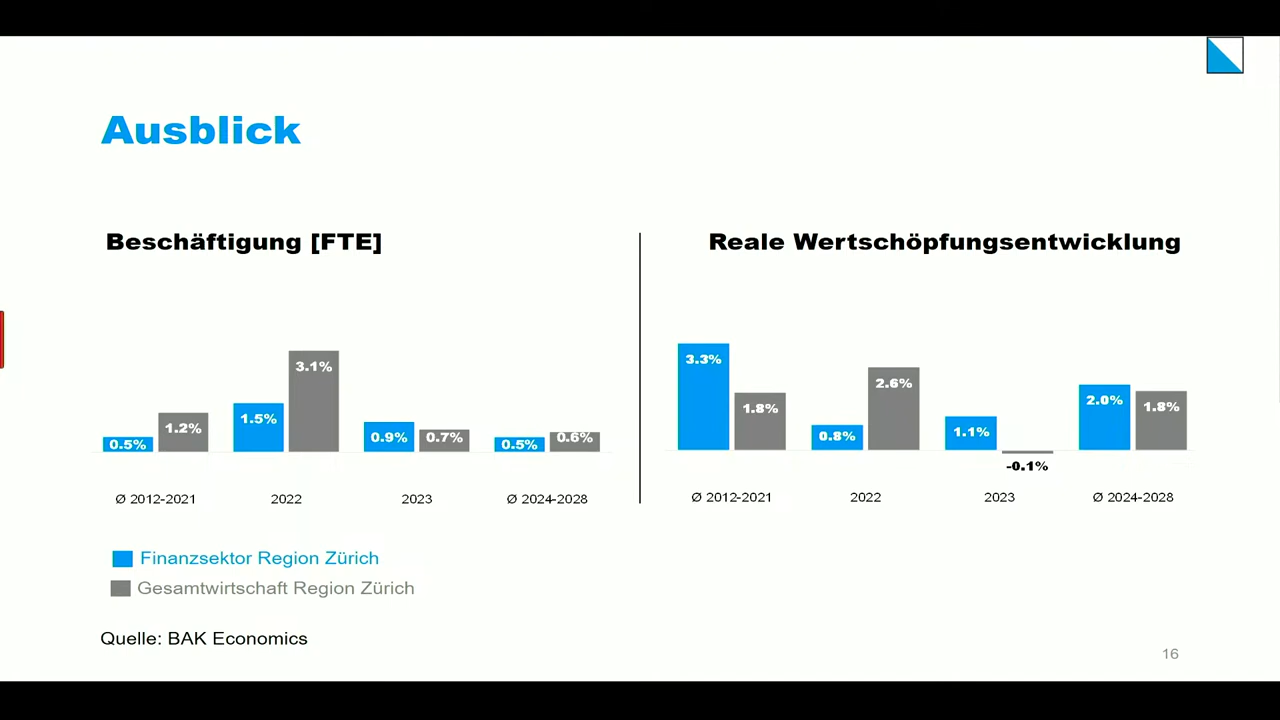 Ausblick
Beschäftigung [FTE]
0.5%
1.2%
1.5%
3.1%
0.9%
0.7%
0.5%
0.6%
Ø 2012-2021
2022
2023
Ø 2024-2028
Reale Wertschöpfungsentwicklung
3.3%
1.8%
0.8%
2.6%
1.1%
-0.1%
2.0%
1.8%
Ø 2012-2021
2022
2023
Ø 2024-2028
Finanzsektor Region Zürich
Gesamtwirtschaft Region Zürich
Quelle: BAK Economics
16